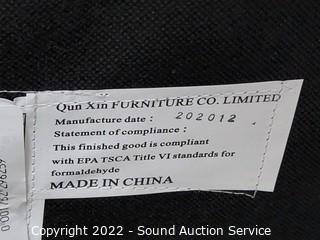 Qun Xin FURNITURE CO. LIMITED
Manufacture date : 202012
Statement of compliance :
This finished good is compliant
with EPA TSCA Title VI standards for
formaldehyde
MADE IN CHINA
Copyright 2022 - Sound Auction Service